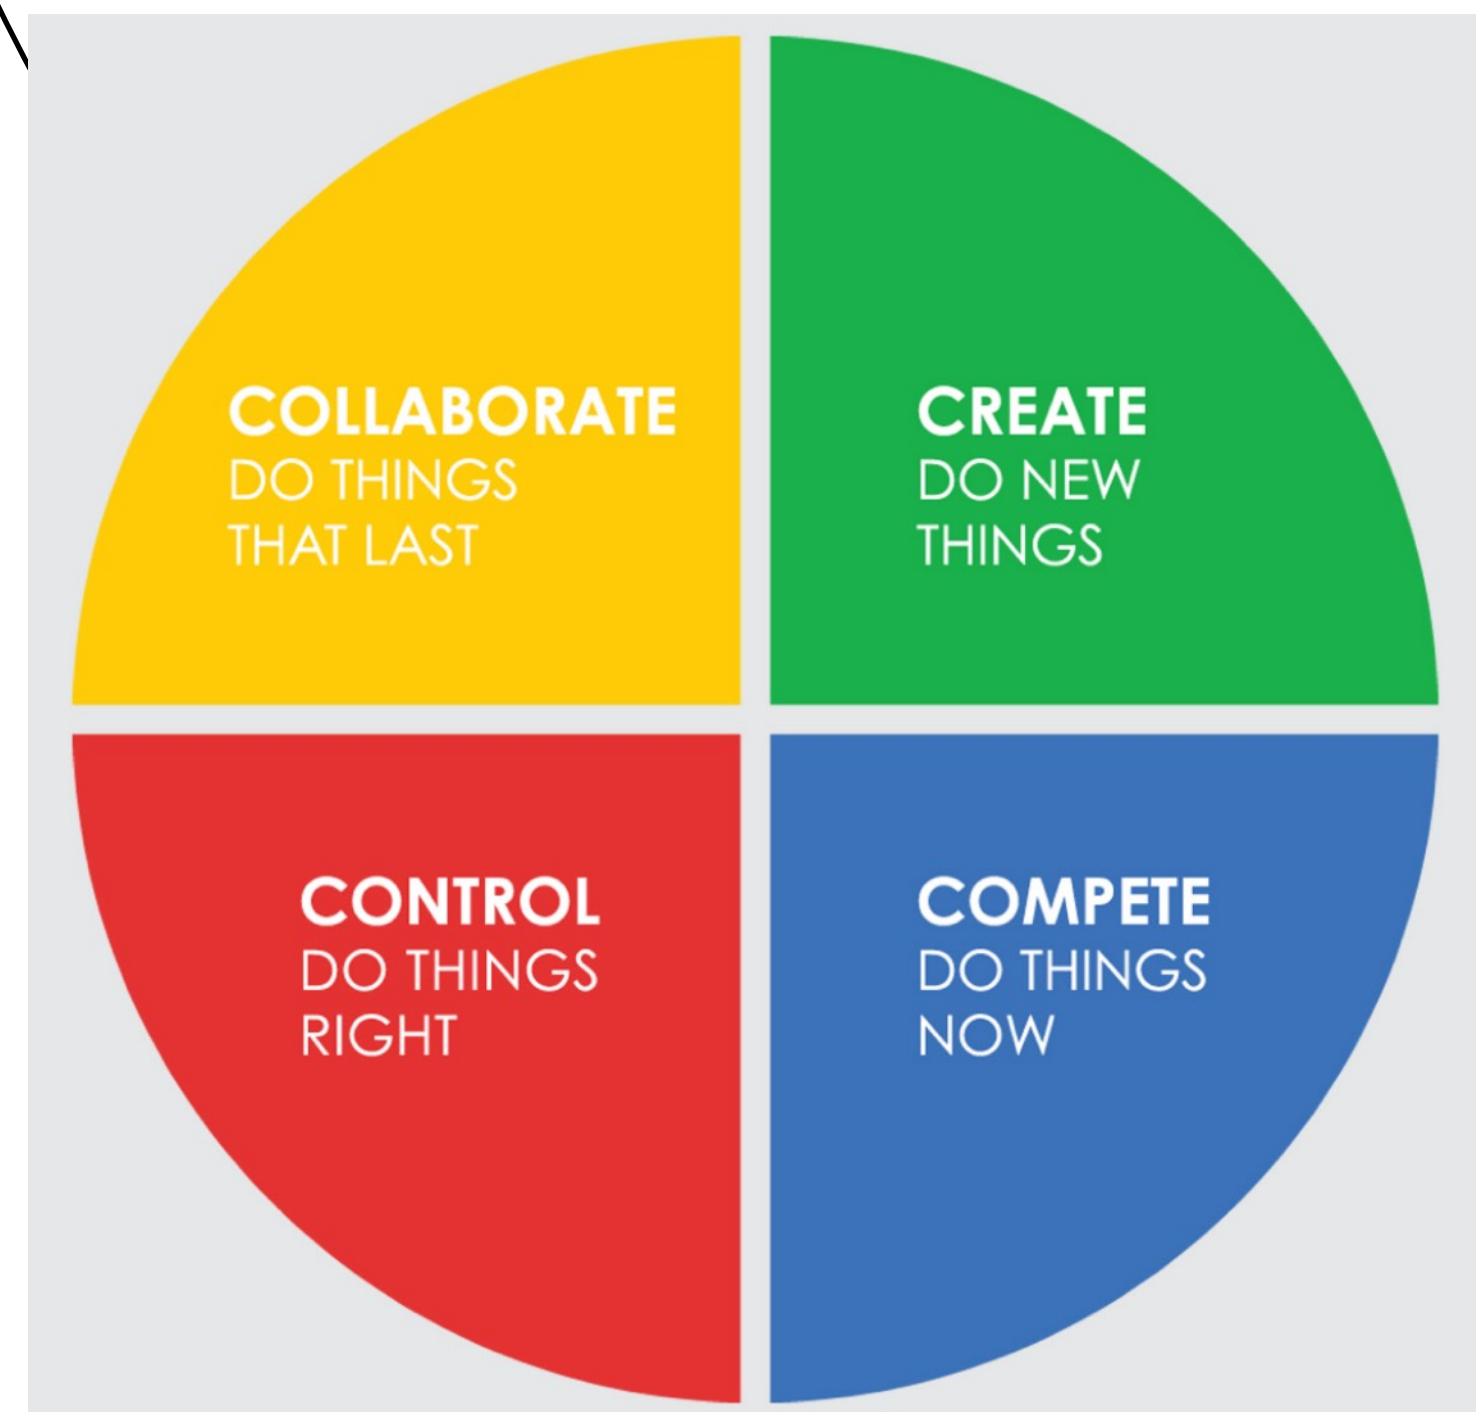 COLLABORATE
DO THINGS
THAT LAST
CREATE
DO NEW
THINGS
CONTROL
DO THINGS
RIGHT
COMPETE
DO THINGS
NOW